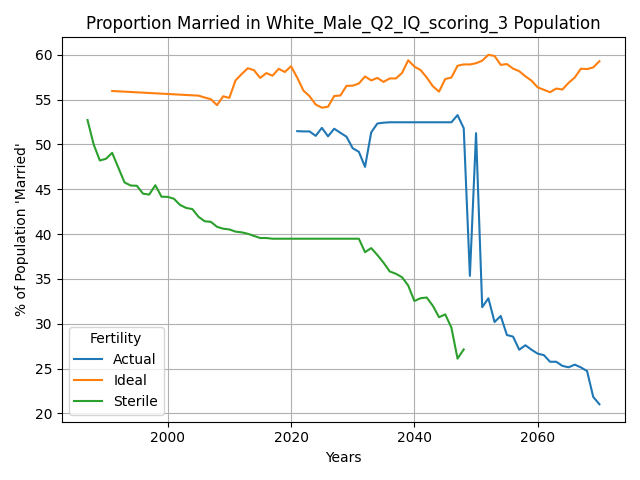 Proportion Married in White_Male_Q2_IQ_scoring_3 Population
% of Population 'Married'
60
55
50
45
40
35
30
25
20
Fertility
Actual
Ideal
Sterile
2000
2020
2040
2060
Years